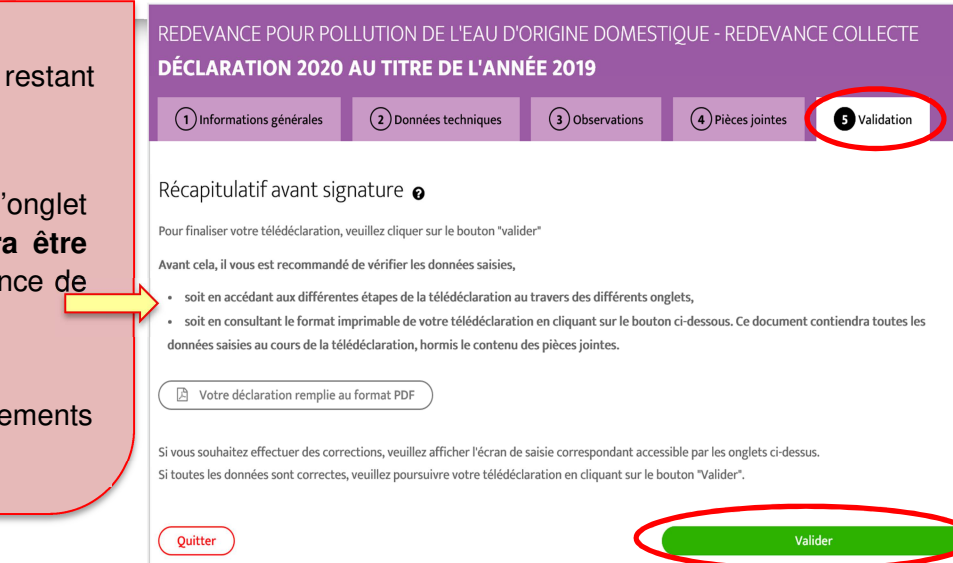 restant
'onglet
ra être
nce de
ements
REDEVANCE POUR POLLUTION DE L'EAU D'ORIGINE DOMESTIQUE - REDEVANCE COLLECTE
DÉCLARATION 2020 AU TITRE DE L'ANNÉE 2019
1 Informations générales
2 Données techniques
3 Observations
4 Pièces jointes
5 Validation
Récapitulatif avant signature ?
Pour finaliser votre télédéclaration, veuillez cliquer sur le bouton "valider"
Avant cela, il vous est recommandé de vérifier les données saisies,
• soit en accédant aux différentes étapes de la télédéclaration au travers des différents onglets,
• soit en consultant le format imprimable de votre télédéclaration en cliquant sur le bouton ci-dessous. Ce document contiendra toutes les
données saisies au cours de la télédéclaration, hormis le contenu des pièces jointes.
Votre déclaration remplie au format PDF
Si vous souhaitez effectuer des corrections, veuillez afficher l'écran de saisie correspondant accessible par les onglets ci-dessus.
Si toutes les données sont correctes, veuillez poursuivre votre télédéclaration en cliquant sur le bouton "Valider".
Quitter
Valider